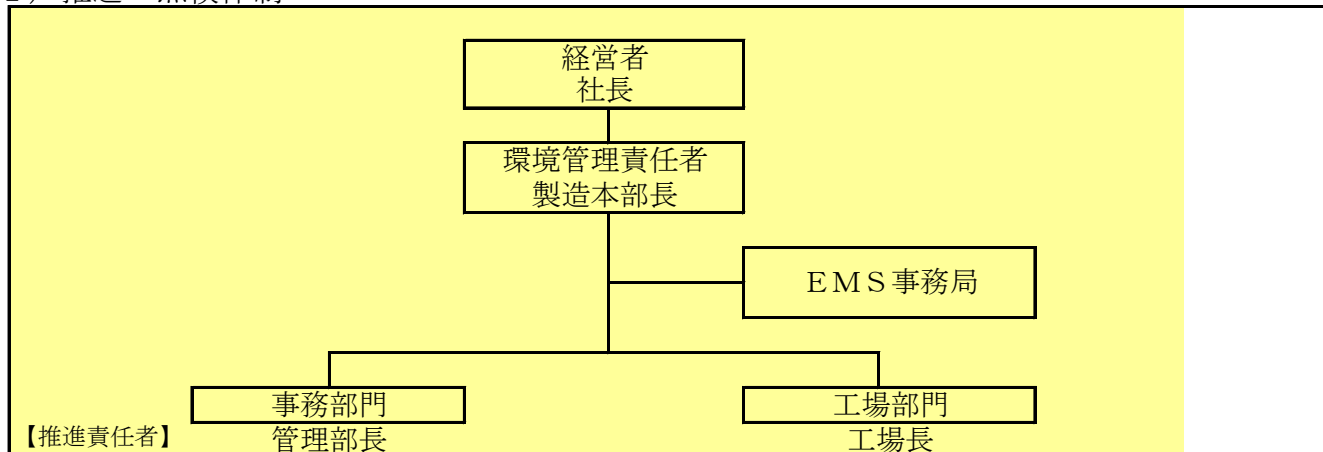 経営者
社長
環境管理責任者
製造本部長
ＥＭＳ事務局
事務部門
工場部門
【推進責任者】
管理部長
工場長